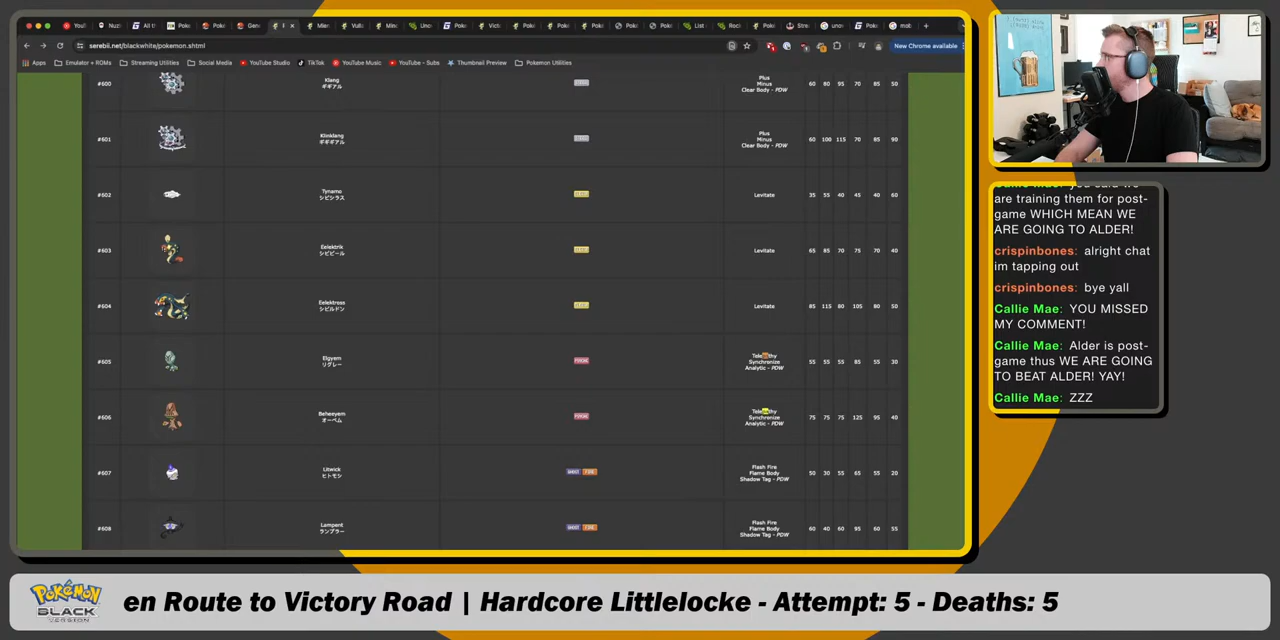 serebii.net/blackwhite/pokemon.shtml
New Chrome available
Apps
Emulator + ROMs
Streaming Utilities
Social Media
YouTube Studio
TikTok
YouTube Music
YouTube - Subs
Thumbnail Preview
Pokemon Utilities
#600
Klang
ギギアル
Plus
Minus
Clear Body - PDW
60 80 95 70 85 50
#601
Klinklang
ギギギアル
Plus
Minus
Clear Body - PDW
60 100 115 70 85 90
#602
Tynamo
シビシラス
Levitate
35 55 40 45 40 60
#603
Eelektrik
シビビール
Levitate
65 85 70 75 70 40
#604
Eelektross
シビルドン
Levitate
85 115 80 105 80 50
#605
Elgyem
リグレー
Telepathy
Synchronize
Analytic - PDW
55 55 55 85 55 30
#606
Beheeyem
オーベム
Telepathy
Synchronize
Analytic - PDW
75 75 75 125 95 40
#607
Litwick
ヒトモシ
GHOST FIRE
Flash Fire
Flame Body
Shadow Tag - PDW
50 30 55 65 55 20
#608
Lampent
ランプラー
GHOST FIRE
Flash Fire
Flame Body
Shadow Tag - PDW
60 40 60 95 60 55
are training them for post-
game WHICH MEAN WE
ARE GOING TO ALDER!
crispinbones: alright chat
im tapping out
crispinbones: bye yall
Callie Mae: YOU MISSED
MY COMMENT!
Callie Mae: Alder is post-
game thus WE ARE GOING
TO BEAT ALDER! YAY!
Callie Mae: ZZZ
POKéMON
BLACK
VERSION
en Route to Victory Road | Hardcore Littlelocke - Attempt: 5 - Deaths: 5